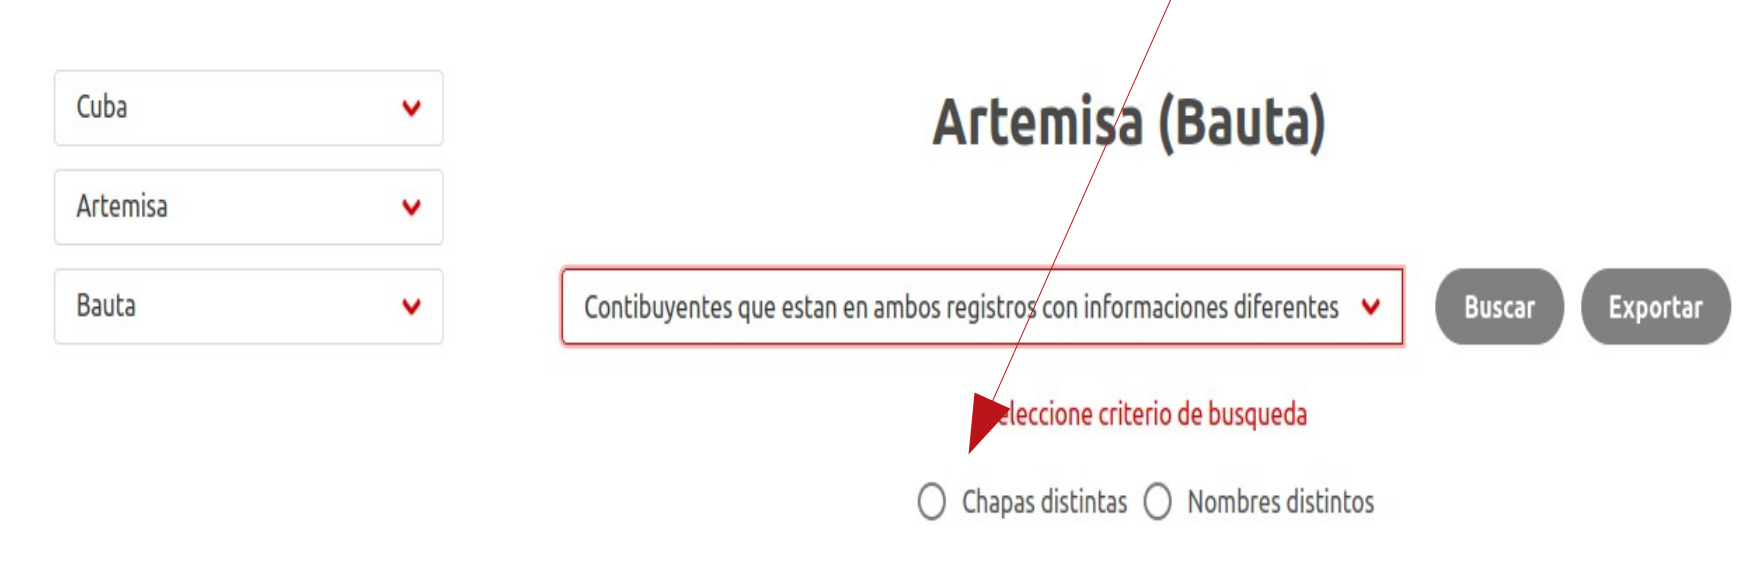 Cuba
Artemisa (Bauta)
Artemisa
Bauta
Contibuyentes que estan en ambos registros con informaciones diferentes
Buscar
Exportar
eleccione criterio de busqueda
Chapas distintas
Nombres distintos